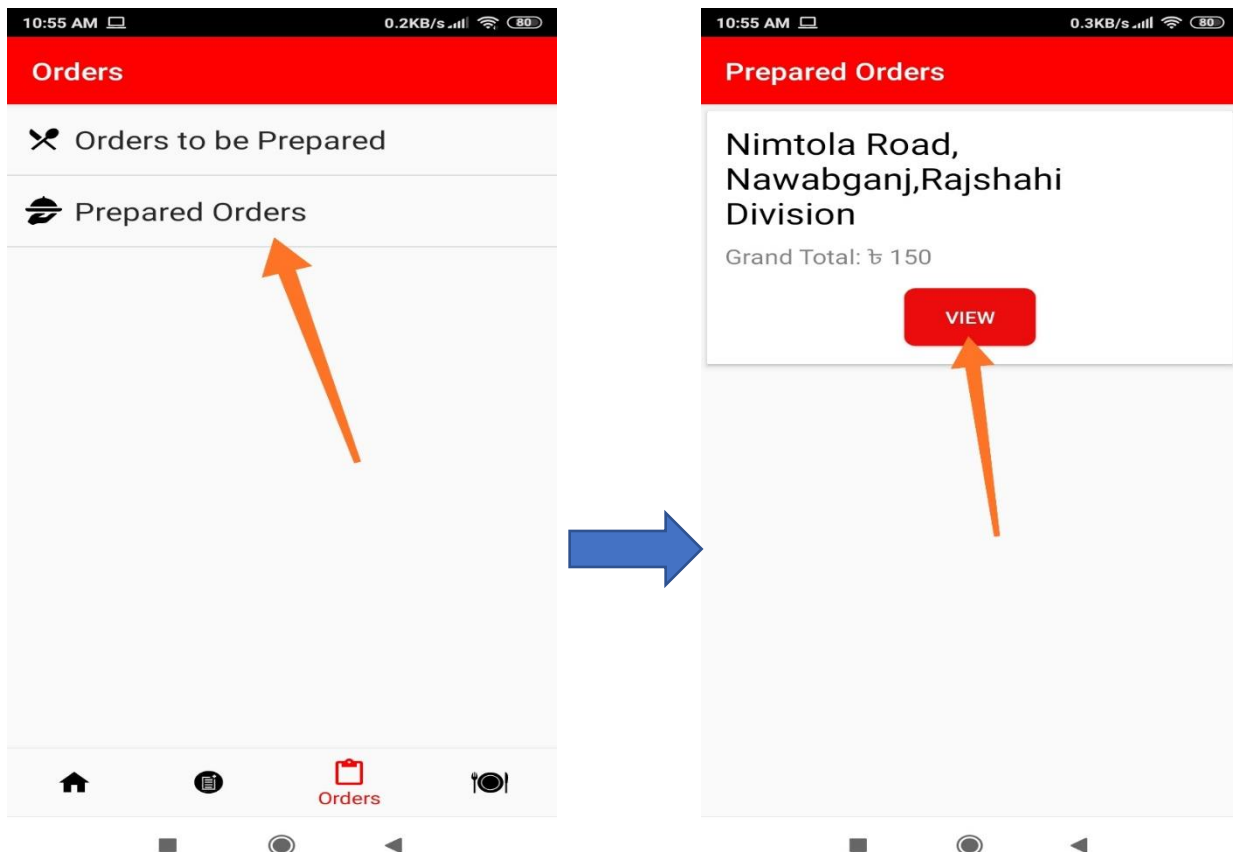 10:55 AM
0.2KB/s
80
Orders
Orders to be Prepared
Prepared Orders
Orders
10:55 AM
0.3KB/s
80
Prepared Orders
Nimtola Road,
Nawabganj,Rajshahi
Division
Grand Total: ৳ 150
VIEW